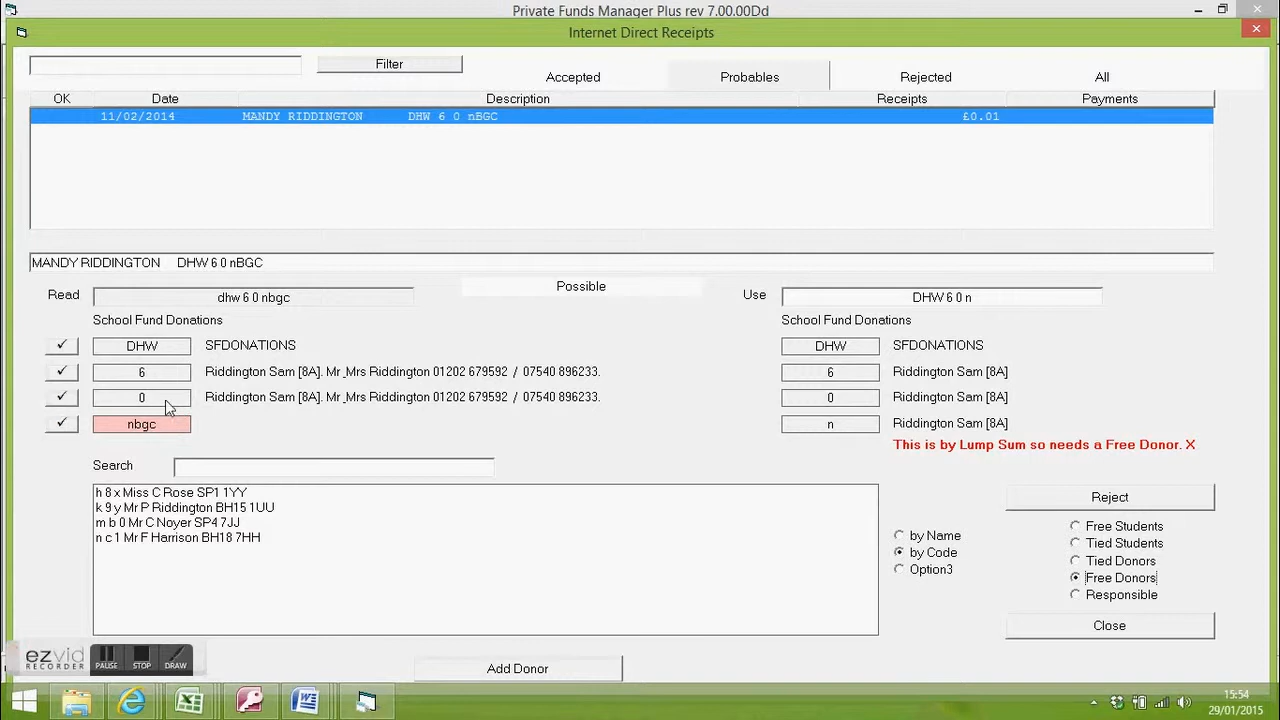 Private Funds Manager Plus rev 7.00.00Dd
Internet Direct Receipts
Filter
Accepted Probables Rejected All
OK Date Description Receipts Payments
11/02/2014 MANDY RIDDINGTON DHW 6 0 nBGC £0.01
MANDY RIDDINGTON DHW 6 0 nBGC
Read dhw 6 0 nbgc Possible Use DHW 6 0 n
School Fund Donations School Fund Donations
✓ DHW SFDONATIONS DHW SFDONATIONS
✓ 6 Riddington Sam [8A]. Mr_Mrs Riddington 01202 679592 / 07540 896233. 6 Riddington Sam [8A]
✓ 0 Riddington Sam [8A]. Mr_Mrs Riddington 01202 679592 / 07540 896233. 0 Riddington Sam [8A]
✓ nbgc n Riddington Sam [8A]
This is by Lump Sum so needs a Free Donor. X
Search
h 8 x Miss C Rose SP1 1YY
k 9 y Mr P Riddington BH15 1UU
m b 0 Mr C Noyer SP4 7JJ
n c 1 Mr F Harrison BH18 7HH
by Name
by Code
Option3
Reject
Free Students
Tied Students
Tied Donors
Free Donors
Responsible
Close
Add Donor
ezvid
RECORDER
PAUSE STOP DRAW
15:54
29/01/2015